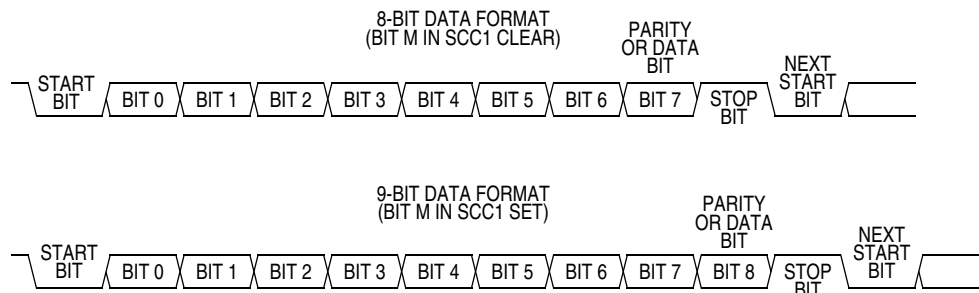 8-BIT DATA FORMAT
(BIT M IN SCC1 CLEAR)
PARITY
OR DATA
BIT
START
BIT
BIT 0
BIT 1
BIT 2
BIT 3
BIT 4
BIT 5
BIT 6
BIT 7
STOP
BIT
NEXT
START
BIT
9-BIT DATA FORMAT
(BIT M IN SCC1 SET)
PARITY
OR DATA
BIT
START
BIT
BIT 0
BIT 1
BIT 2
BIT 3
BIT 4
BIT 5
BIT 6
BIT 7
BIT 8
STOP
BIT
NEXT
START
BIT